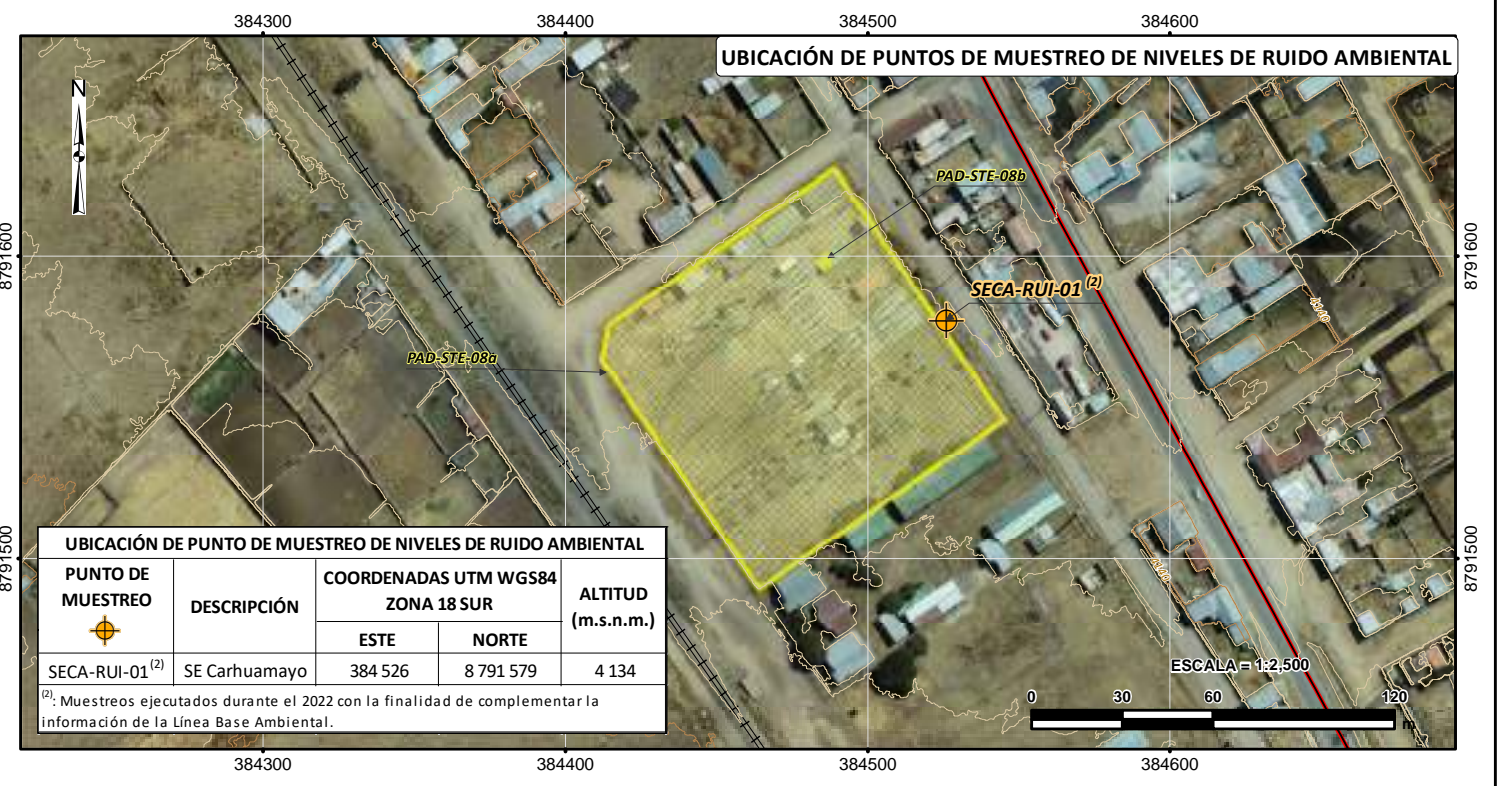 384300 384400 384500 384600
UBICACIÓN DE PUNTOS DE MUESTREO DE NIVELES DE RUIDO AMBIENTAL
N
PAD-STE-08b
8791600 8791600
SECA-RUI-01 (2)
4140
PAD-STE-08a
8791500 8791500
4140
UBICACIÓN DE PUNTO DE MUESTREO DE NIVELES DE RUIDO AMBIENTAL
PUNTO DE MUESTREO
DESCRIPCIÓN
COORDENADAS UTM WGS84
ZONA 18 SUR
ALTITUD
(m.s.n.m.)
ESTE NORTE
SECA-RUI-01(2) SE Carhuamayo 384 526 8 791 579 4 134
(2): Muestreos ejecutados durante el 2022 con la finalidad de complementar la
información de la Línea Base Ambiental.
ESCALA = 1:2,500
0 30 60 120
m
384300 384400 384500 384600